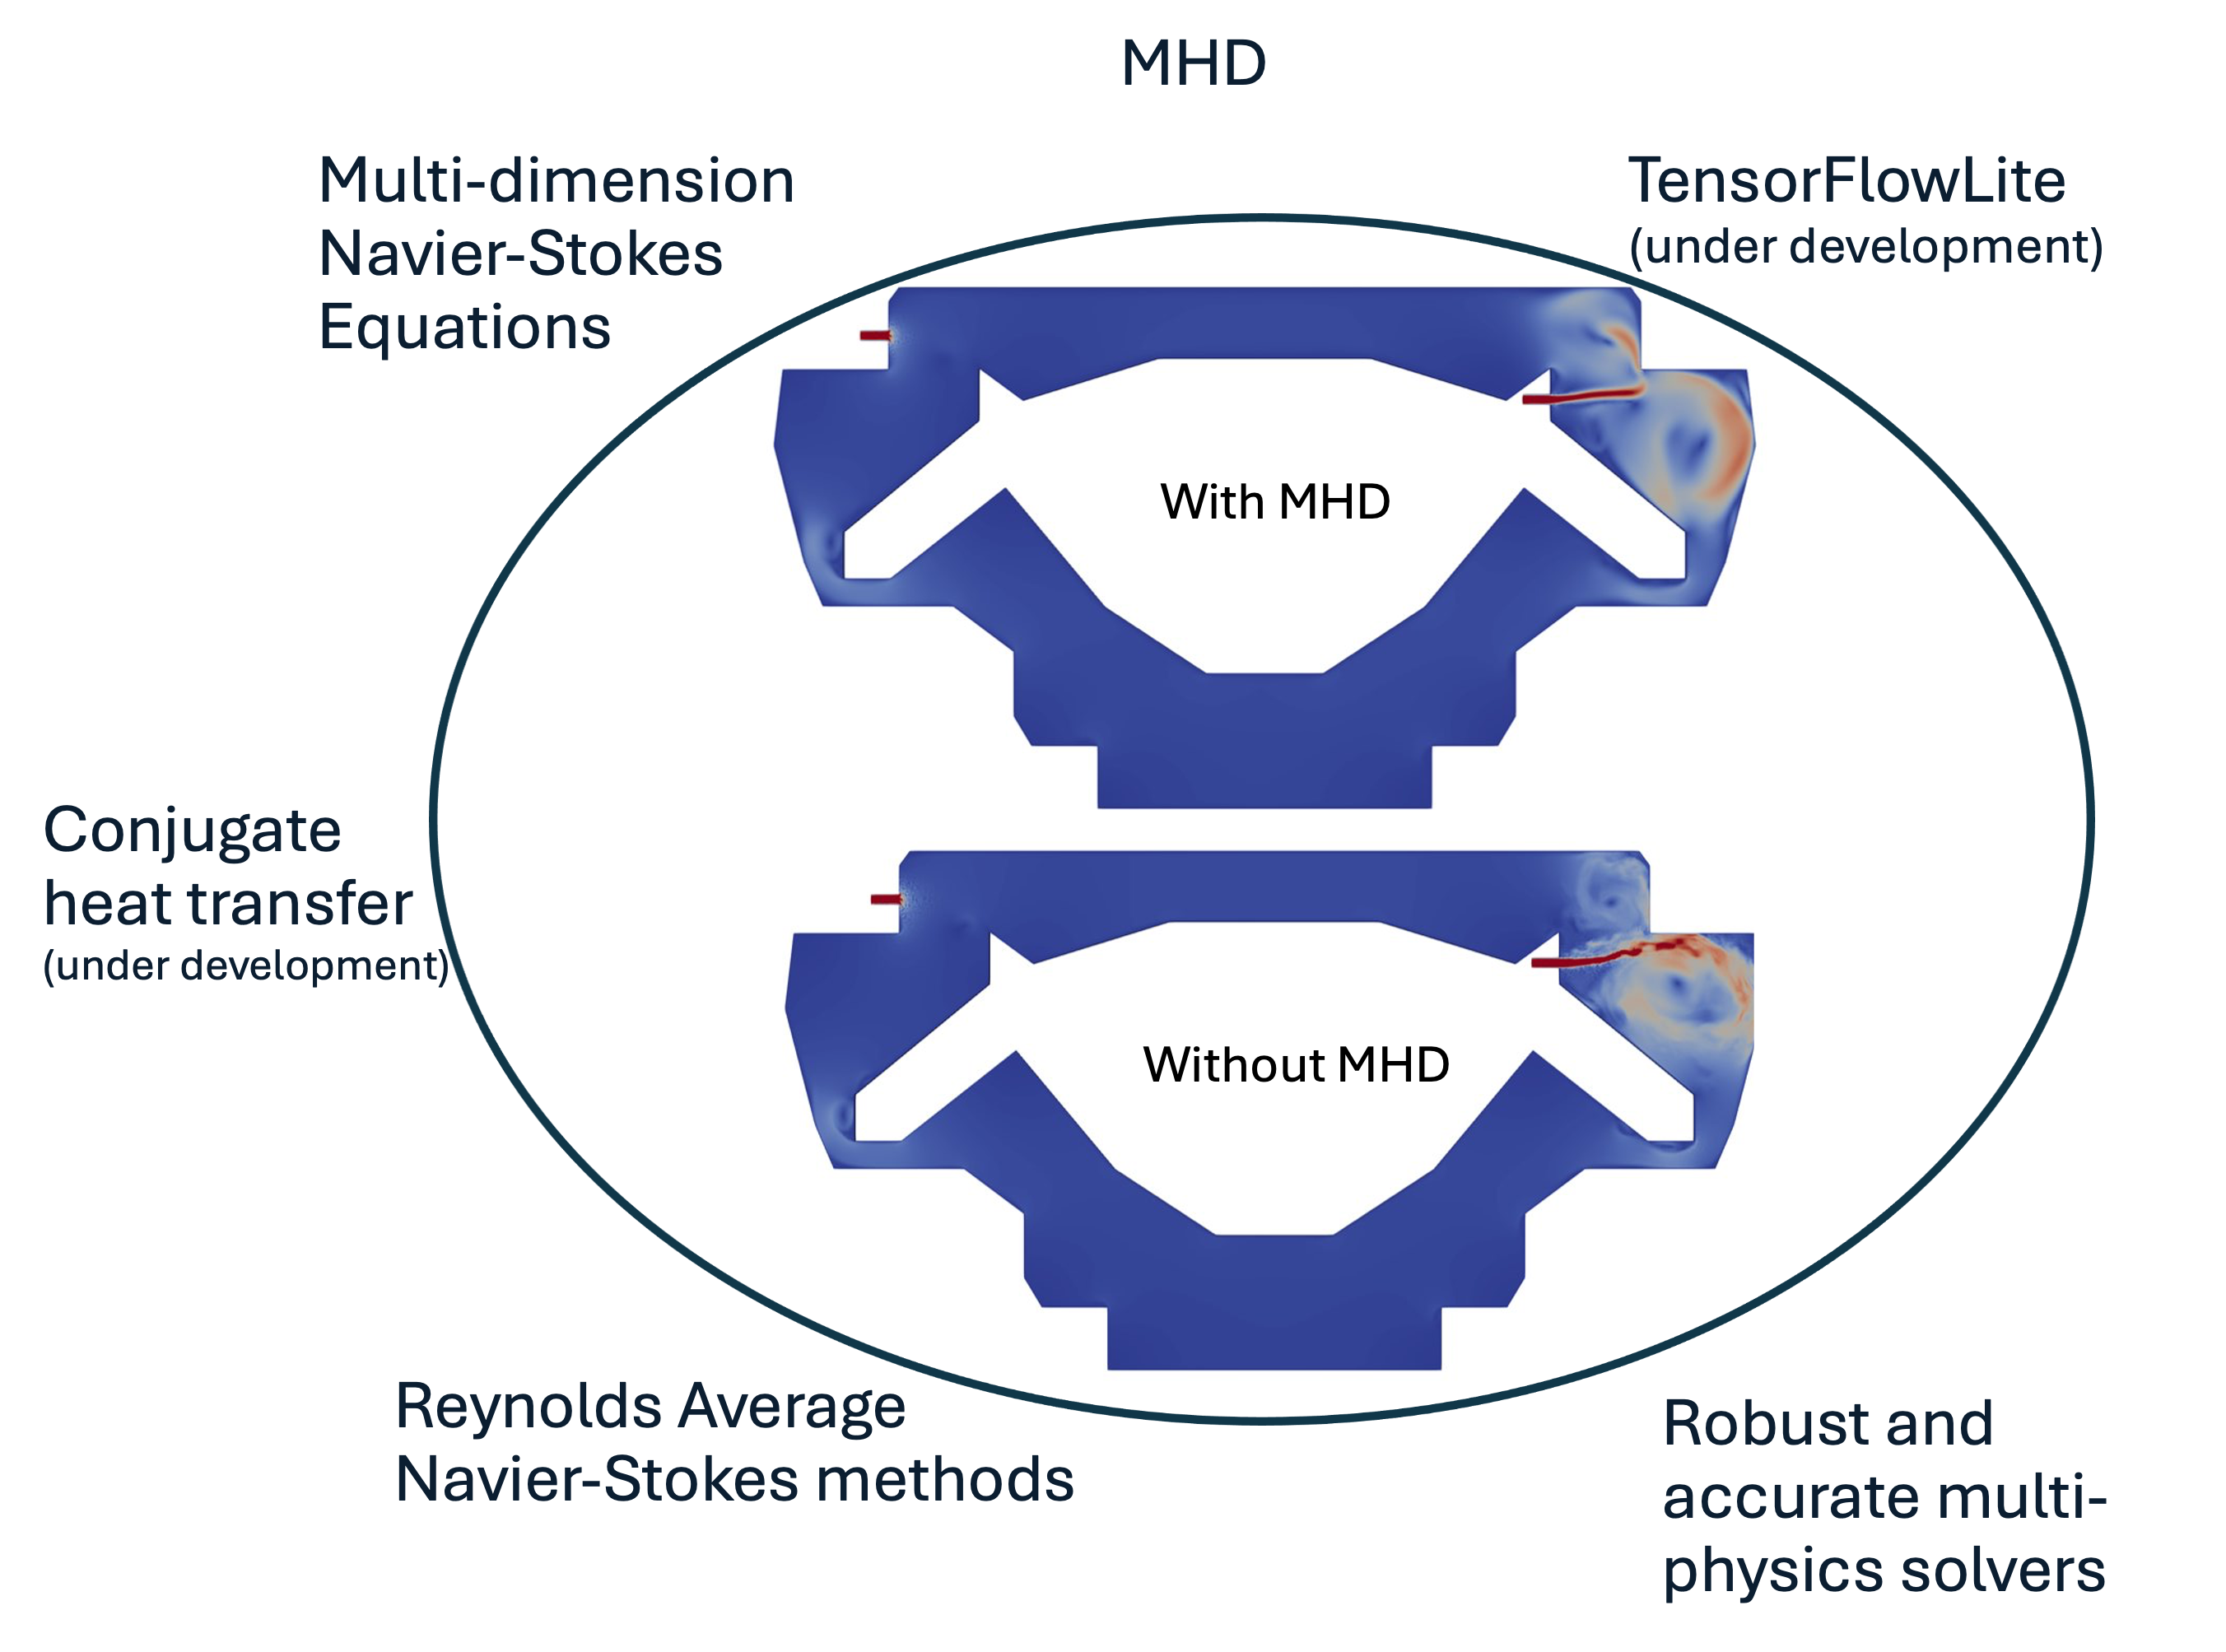 MHD
Multi-dimension
Navier-Stokes
Equations
TensorFlowLite
(under development)
With MHD
Conjugate
heat transfer
(under development)
Without MHD
Reynolds Average
Navier-Stokes methods
Robust and
accurate multi-
physics solvers